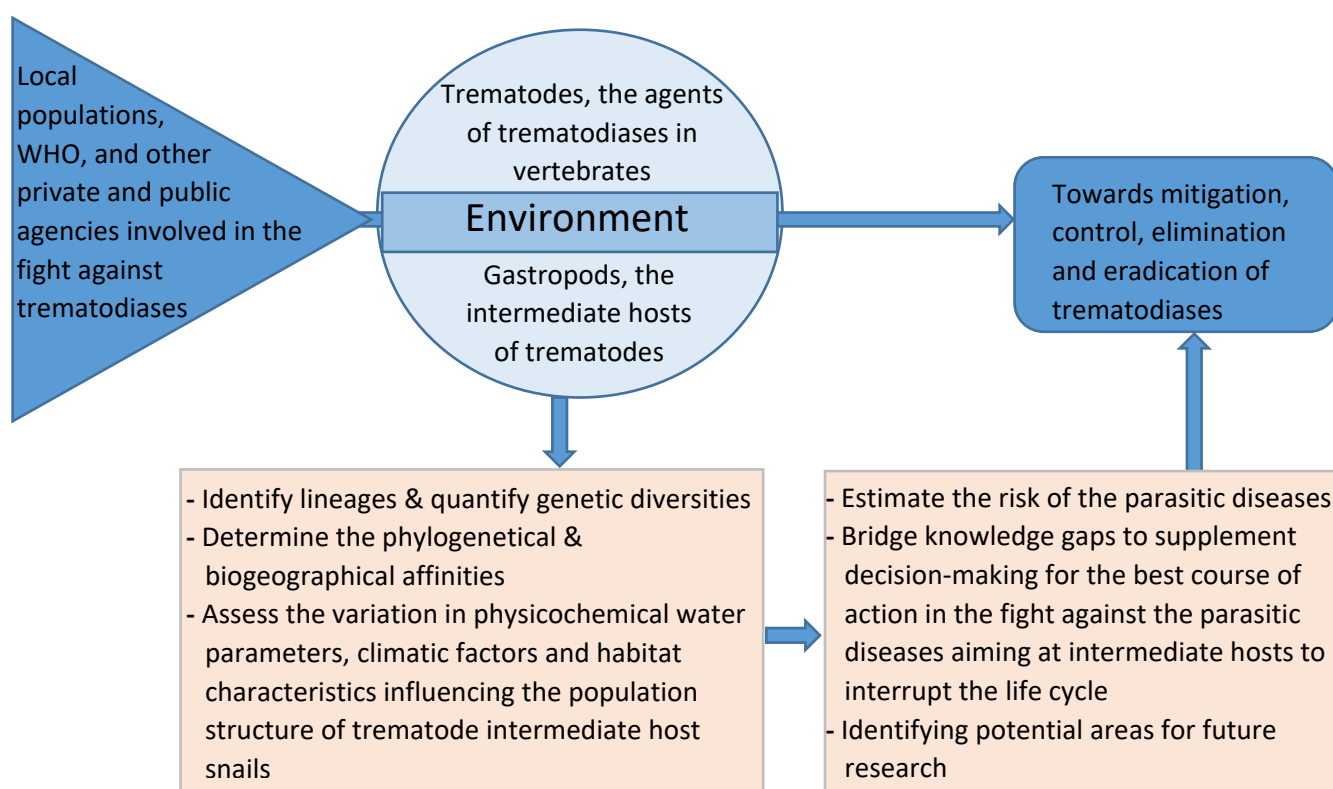 Local
populations,
WHO, and other
private and public
agencies involved in the
fight against
trematodiases
Trematodes, the agents
of trematodiases in
vertebrates
Environment
Gastropods, the
intermediate hosts
of trematodes
Towards mitigation,
control, elimination
and eradication of
trematodiases
- Identify lineages & quantify genetic diversities
- Determine the phylogenetical &
biogeographical affinities
- Assess the variation in physicochemical water
parameters, climatic factors and habitat
characteristics influencing the population
structure of trematode intermediate host
snails
- Estimate the risk of the parasitic diseases
- Bridge knowledge gaps to supplement
decision-making for the best course of
action in the fight against the parasitic
diseases aiming at intermediate hosts to
interrupt the life cycle
- Identifying potential areas for future
research